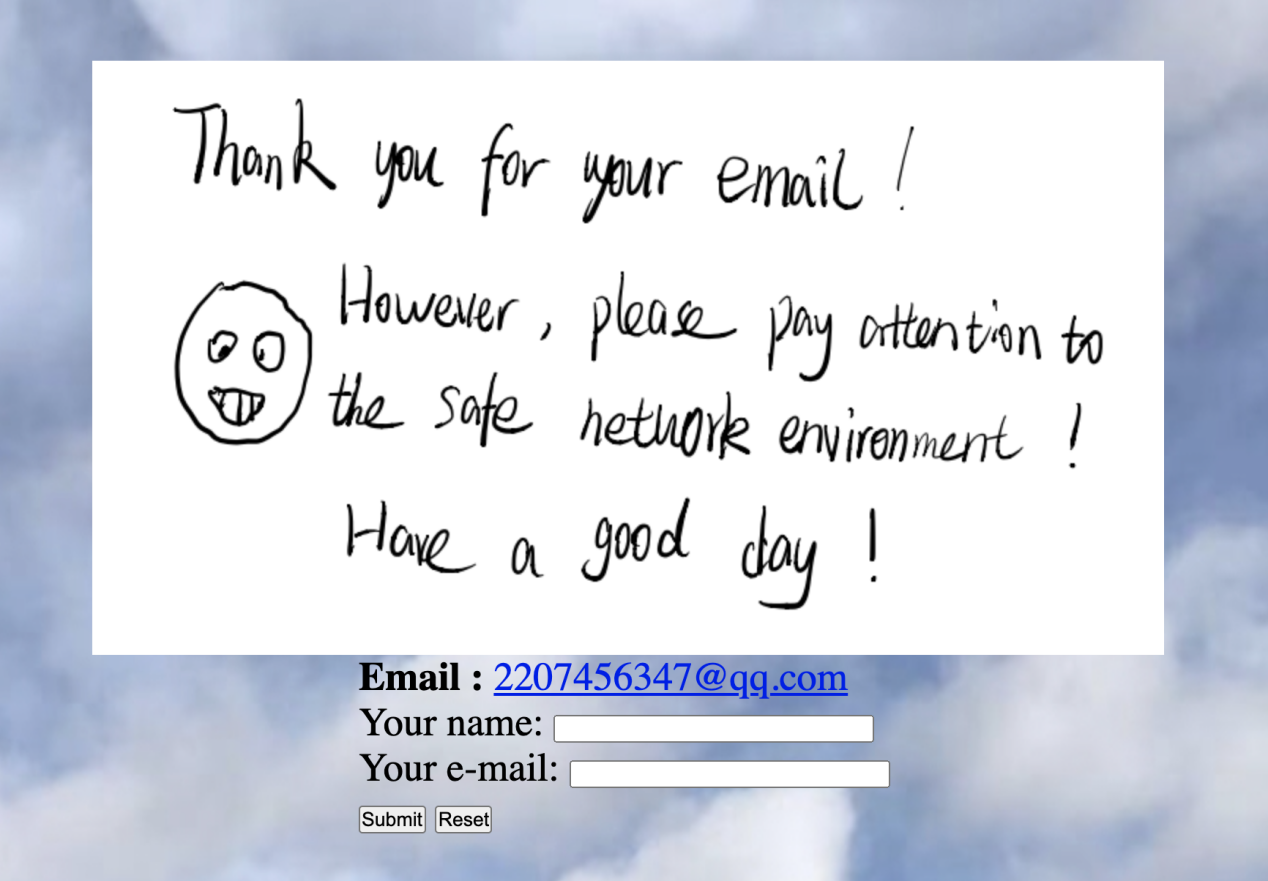 Thank you for your email !
However , please pay attention to
the safe network environment !
Have a good day !
Email : 2207456347@qq.com
Your name:
Your e-mail:
Submit Reset